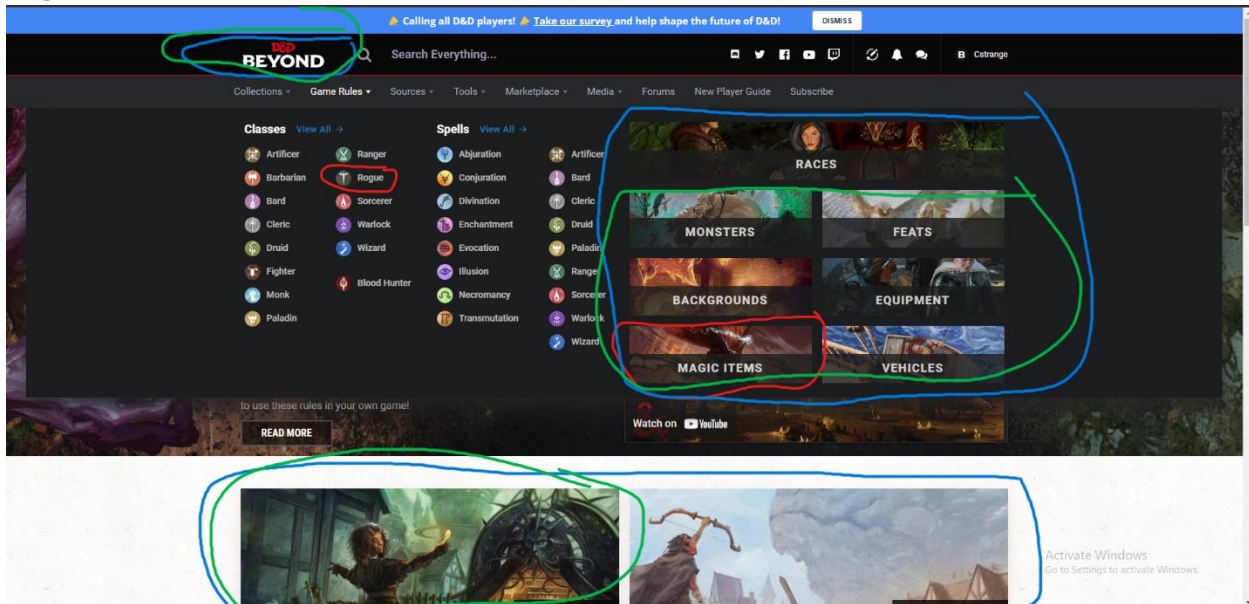 Calling all D&D players! Take our survey and help shape the future of D&D! DISMISS
D&D
BEYOND Search Everything... B Cstrange
Collections Game Rules Sources Tools Marketplace Media Forums New Player Guide Subscribe
Classes View All → Spells View All →
Artificer Ranger Abjuration Artificer
Barbarian Rogue Conjuration Bard
Bard Sorcerer Divination Cleric
Cleric Warlock Enchantment Druid
Druid Wizard Evocation Paladin
Fighter Blood Hunter Illusion Ranger
Monk Necromancy Sorcerer
Paladin Transmutation Warlock
Wizard
RACES
MONSTERS FEATS
BACKGROUNDS EQUIPMENT
MAGIC ITEMS VEHICLES
to use these rules in your own game!
READ MORE Watch on YouTube
Activate Windows
Go to Settings to activate Windows.